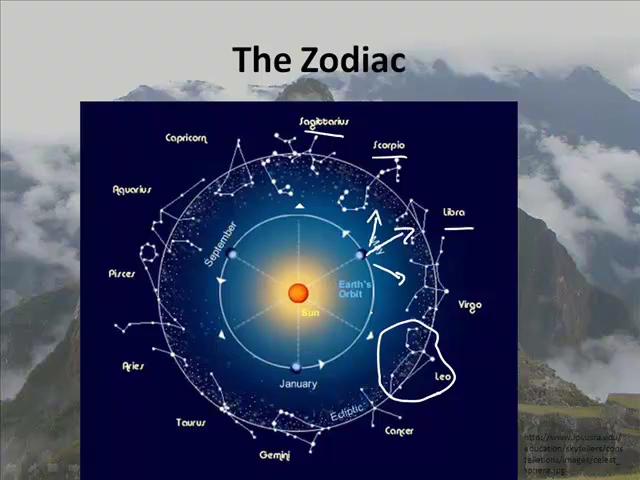 The Zodiac
Sagittarius
Capricorn
Scorpio
Aquarius
Libra
September
May
Pisces
Earth's
Orbit
Sun
Virgo
Aries
January
Leo
Ecliptic
Taurus
Cancer
Gemini